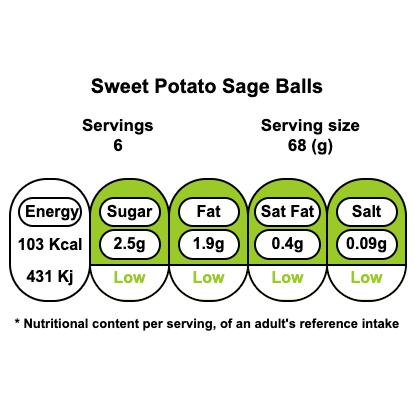 Sweet Potato Sage Balls
Servings
6
Serving size
68 (g)
Energy
103 Kcal
431 Kj
Sugar
2.5g
Low
Fat
1.9g
Low
Sat Fat
0.4g
Low
Salt
0.09g
Low
* Nutritional content per serving, of an adult's reference intake